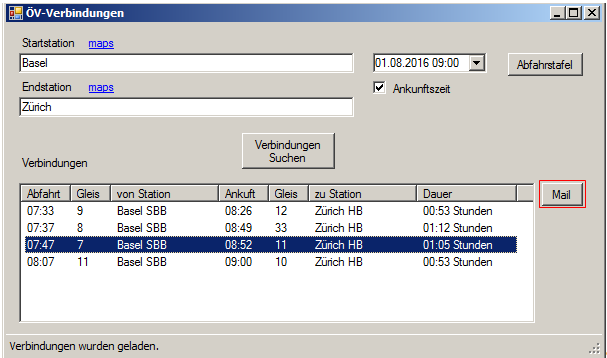 ÖV-Verbindungen
Startstation maps
Basel
01.08.2016 09:00
Abfahrstafel
Endstation maps
Ankunftszeit
Zürich
Verbindungen
Suchen
Verbindungen
Abfahrt Gleis von Station Ankuft Gleis zu Station Dauer
Mail
07:33 9 Basel SBB 08:26 12 Zürich HB 00:53 Stunden
07:37 8 Basel SBB 08:49 33 Zürich HB 01:12 Stunden
07:47 7 Basel SBB 08:52 11 Zürich HB 01:05 Stunden
08:07 11 Basel SBB 09:00 10 Zürich HB 00:53 Stunden
Verbindungen wurden geladen.